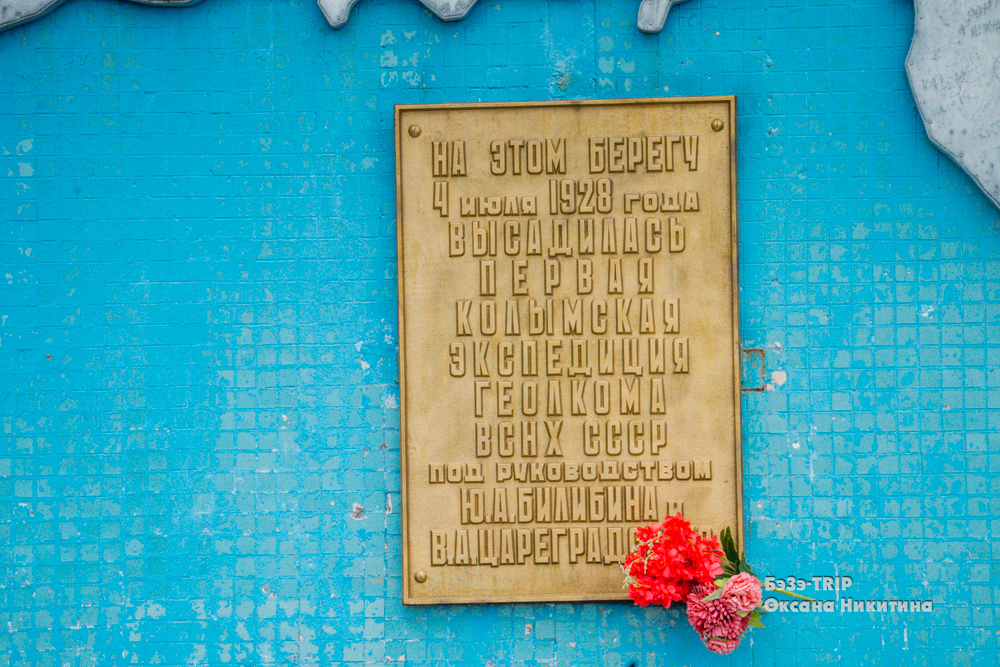 НА ЭТОМ БЕРЕГУ
4 ИЮЛЯ 1928 ГОДА
ВЫСАДИЛАСЬ
ПЕРВАЯ
КОЛЫМСКАЯ
ЭКСПЕДИЦИЯ
ГЕОЛКОМА
ВСНХ СССР
ПОД РУКОВОДСТВОМ
Ю.А.БИЛИБИНА И
В.А.
БэЗэ-TRIP
Оксана Никитина